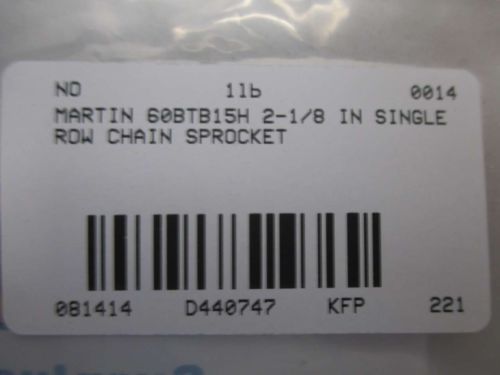 NO 1lb 0014
MARTIN 60BTB15H 2-1/8 IN SINGLE
ROW CHAIN SPROCKET
081414 D440747 KFP 221